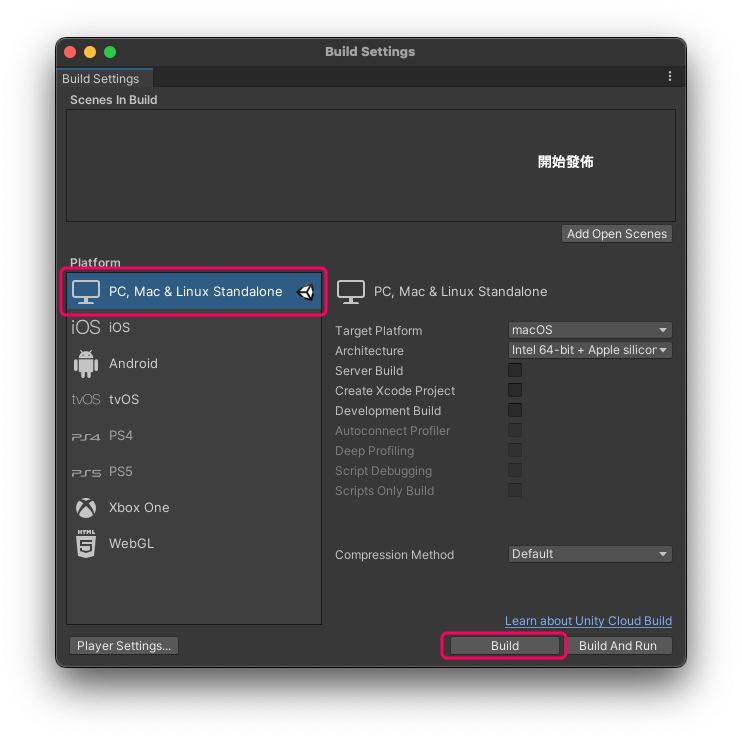 Build Settings
Build Settings
Scenes In Build
開始發佈
Add Open Scenes
Platform
PC, Mac & Linux Standalone
iOS iOS
Android
tvOS tvOS
PS4 PS4
PS5 PS5
Xbox One
HTML 5 WebGL
PC, Mac & Linux Standalone
Target Platform macOS
Architecture Intel 64-bit + Apple silicon
Server Build
Create Xcode Project
Development Build
Autoconnect Profiler
Deep Profiling
Script Debugging
Scripts Only Build
Compression Method Default
Learn about Unity Cloud Build
Player Settings... Build Build And Run